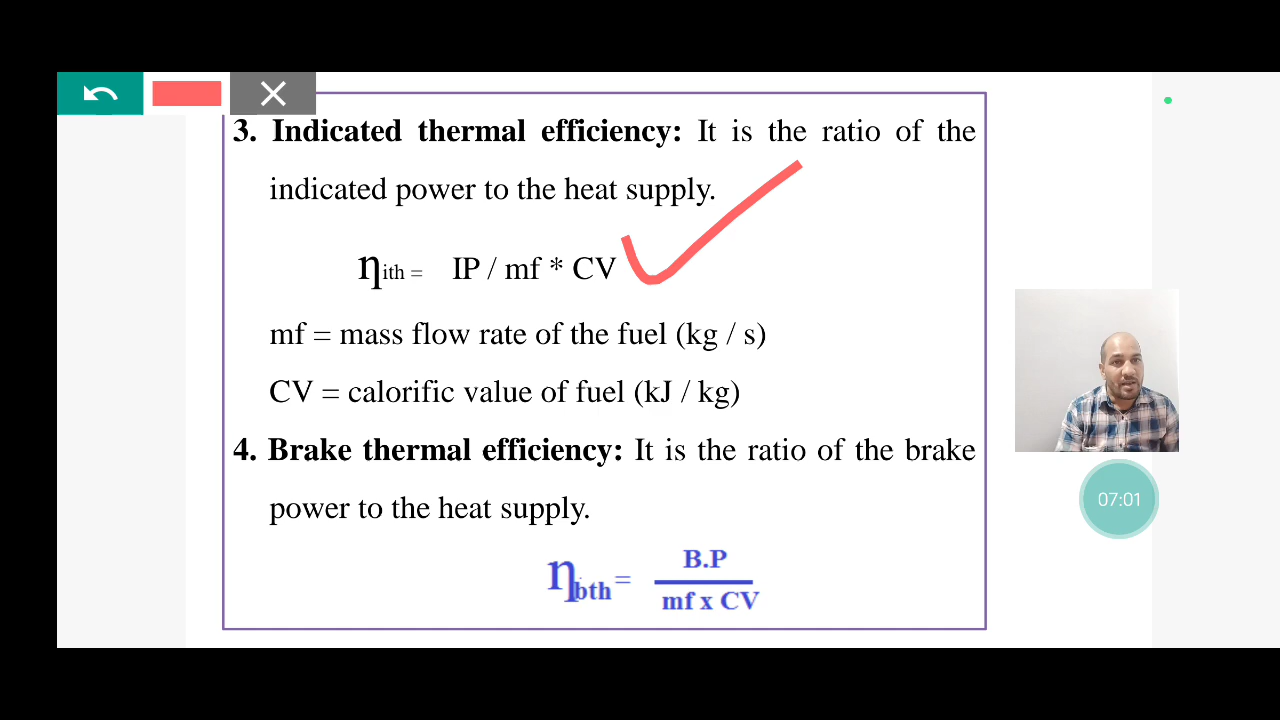 3. Indicated thermal efficiency: It is the ratio of the
indicated power to the heat supply.
ηith = IP / mf * CV
mf = mass flow rate of the fuel (kg / s)
CV = calorific value of fuel (kJ / kg)
4. Brake thermal efficiency: It is the ratio of the brake
power to the heat supply.
ηbth = B.P
mf x CV
07:01